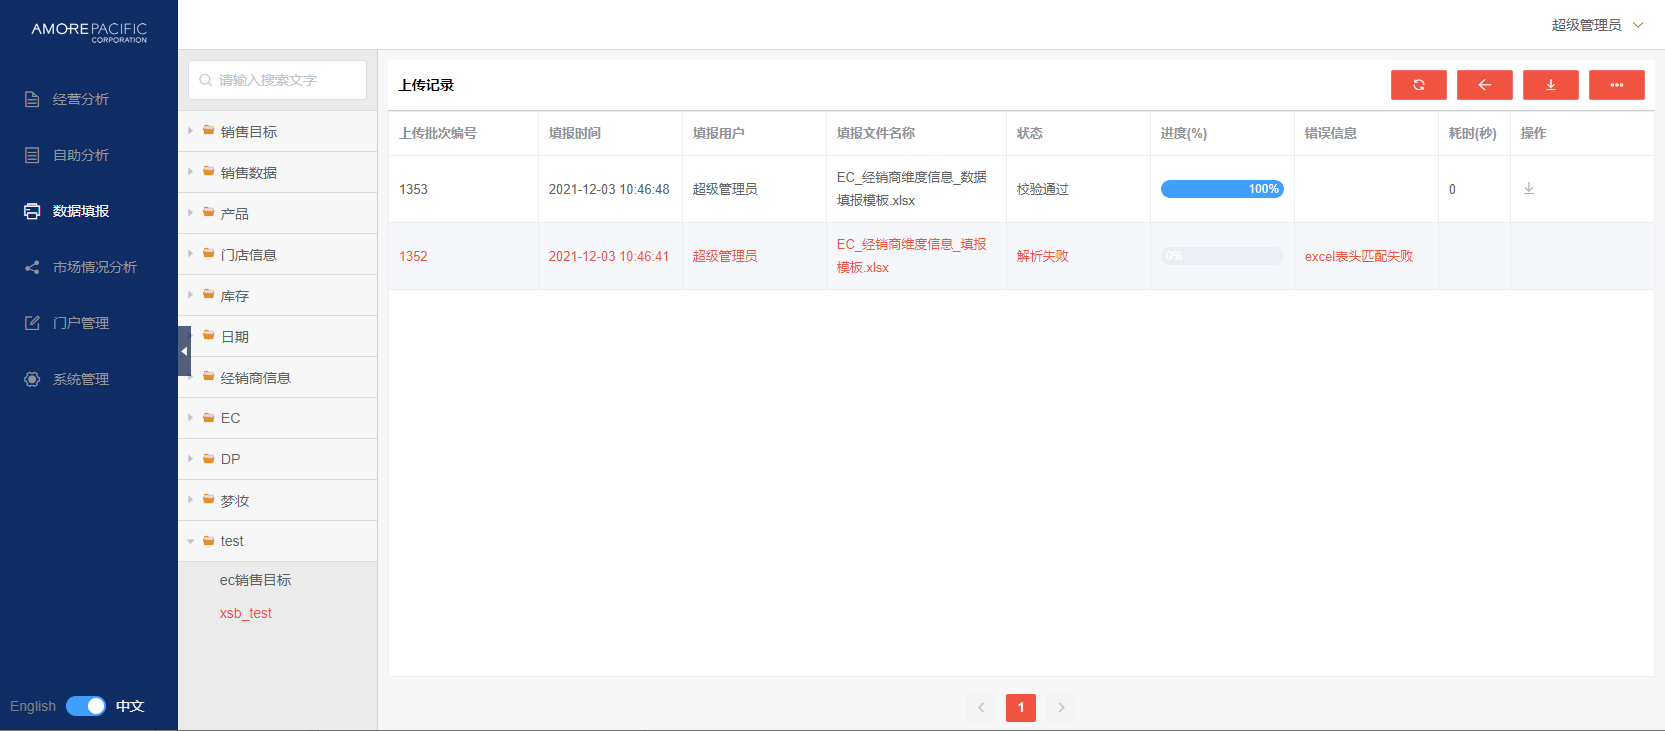 AMOREPACIFIC
CORPORATION
经营分析
自助分析
数据填报
市场情况分析
门户管理
系统管理
English 中文
超级管理员
请输入搜索文字
销售目标
销售数据
产品
门店信息
库存
日期
经销商信息
EC
DP
梦妆
test
ec销售目标
xsb_test
上传记录
上传批次编号 填报时间 填报用户 填报文件名称 状态 进度(%) 错误信息 耗时(秒) 操作
1353 2021-12-03 10:46:48 超级管理员 EC_经销商维度信息_数据 校验通过 100% 0
填报模板.xlsx
1352 2021-12-03 10:46:41 超级管理员 EC_经销商维度信息_填报 解析失败 0% excel表头匹配失败
模板.xlsx
1